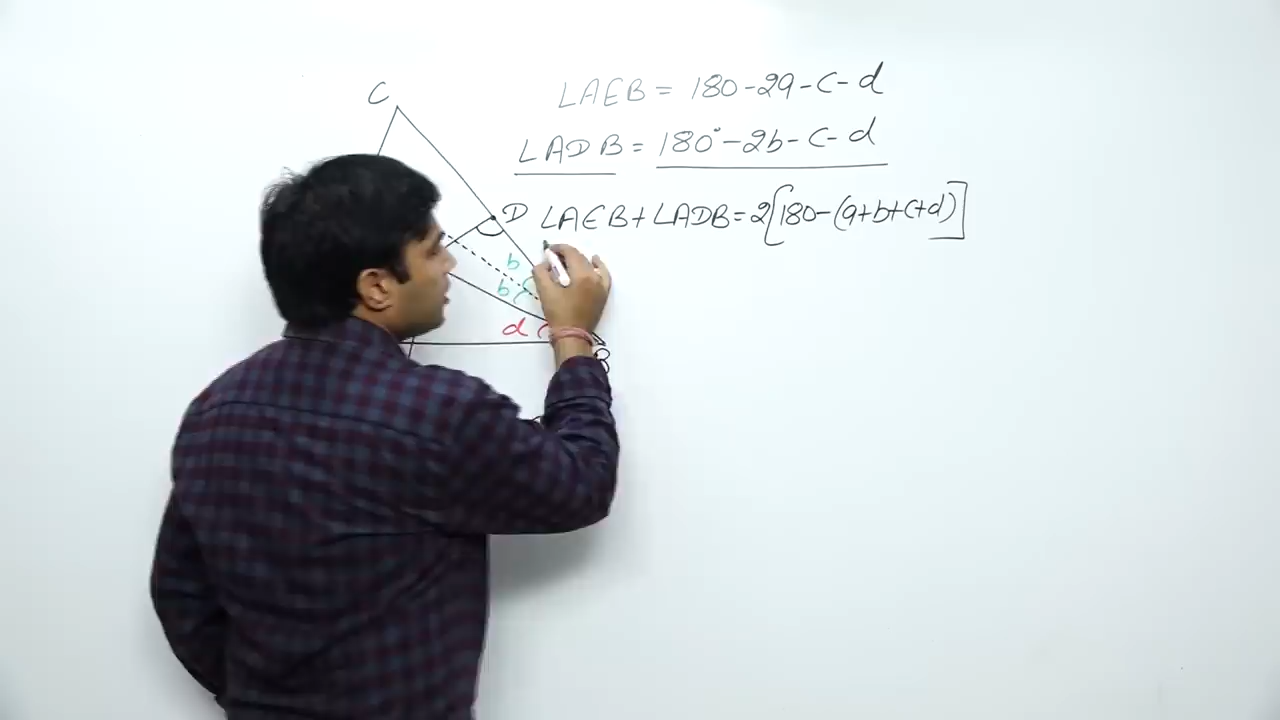 C
∠AEB = 180-2a-c-d
∠ADB = 180°-2b-c-d
D
∠AEB+∠ADB=2[180-(a+b+c+d)]
b
b
d
B